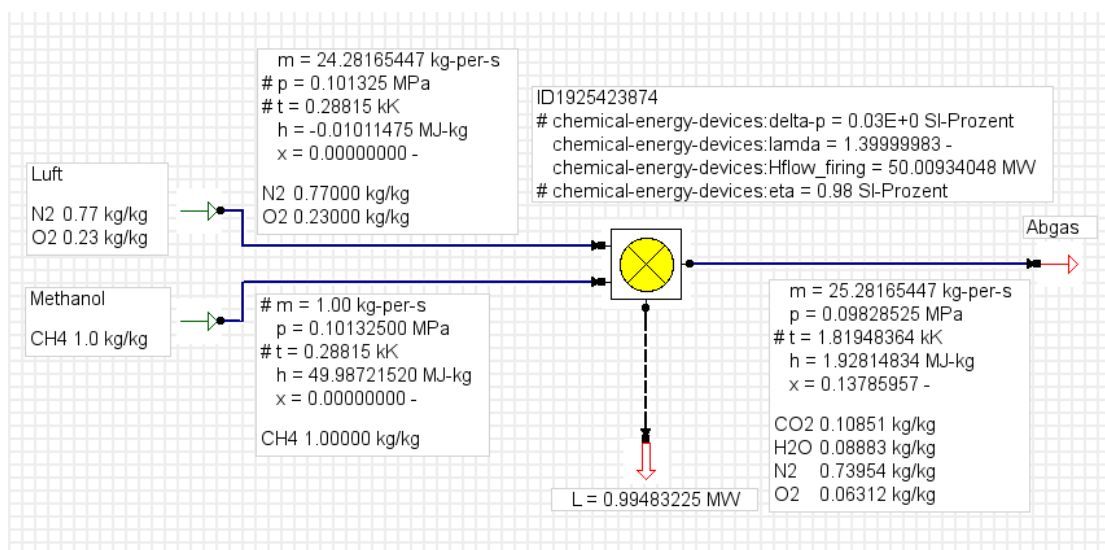 m = 24.28165447 kg-per-s
# p = 0.101325 MPa
# t = 0.28815 kK
h = -0.01011475 MJ-kg
x = 0.00000000 -
N2 0.77000 kg/kg
O2 0.23000 kg/kg
ID1925423874
# chemical-energy-devices:delta-p = 0.03E+0 SI-Prozent
chemical-energy-devices:lamda = 1.39999983 -
chemical-energy-devices:Hflow_firing = 50.00934048 MW
# chemical-energy-devices:eta = 0.98 SI-Prozent
Luft
N2 0.77 kg/kg
O2 0.23 kg/kg
Abgas
Methanol
CH4 1.0 kg/kg
# m = 1.00 kg-per-s
p = 0.10132500 MPa
# t = 0.28815 kK
h = 49.98721520 MJ-kg
x = 0.00000000 -
CH4 1.00000 kg/kg
m = 25.28165447 kg-per-s
p = 0.09828525 MPa
# t = 1.81948364 kK
h = 1.92814834 MJ-kg
x = 0.13785957 -
CO2 0.10851 kg/kg
H2O 0.08883 kg/kg
N2 0.73954 kg/kg
O2 0.06312 kg/kg
L = 0.99483225 MW